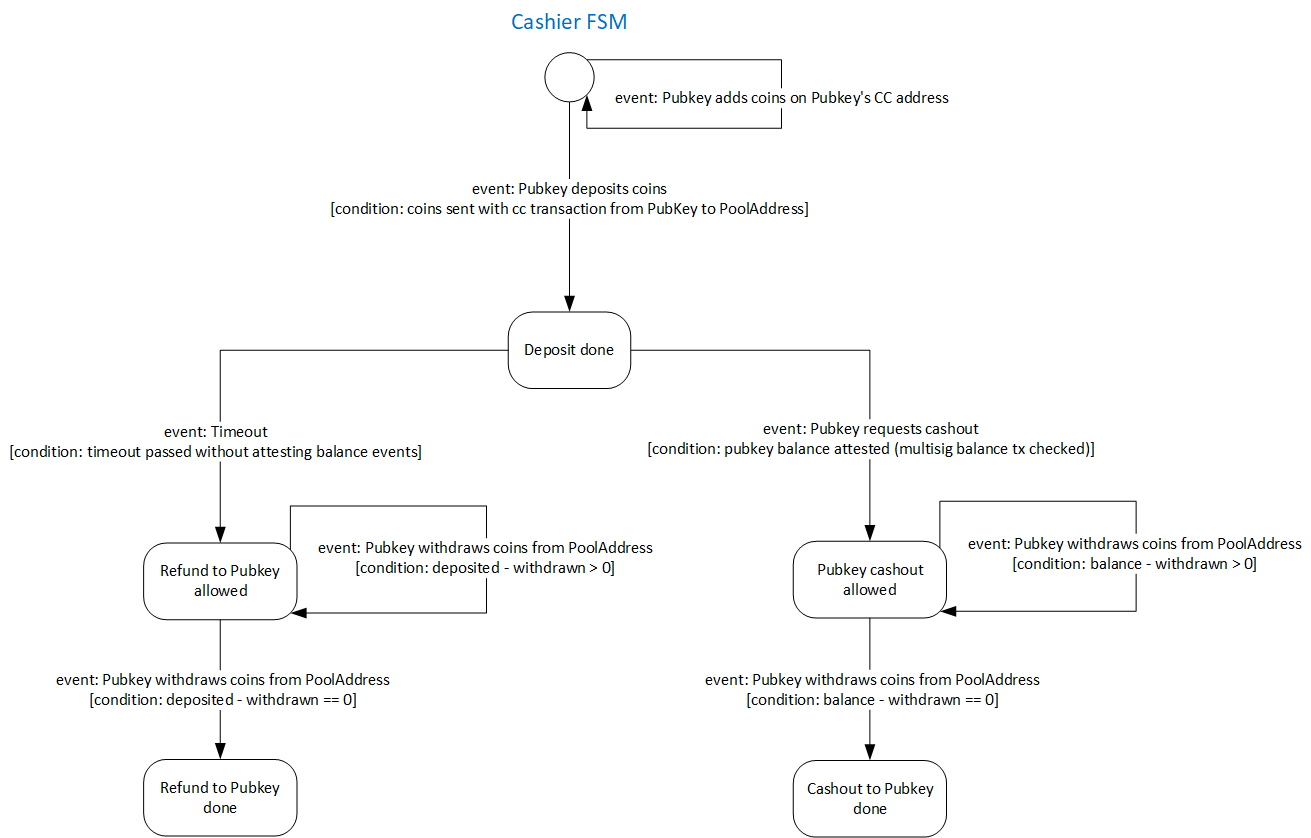 Cashier FSM
event: Pubkey adds coins on Pubkey's CC address
event: Pubkey deposits coins
[condition: coins sent with cc transaction from PubKey to PoolAddress]
Deposit done
event: Timeout
[condition: timeout passed without attesting balance events]
event: Pubkey requests cashout
[condition: pubkey balance attested (multisig balance tx checked)]
event: Pubkey withdraws coins from PoolAddress
[condition: deposited - withdrawn > 0]
Refund to Pubkey
allowed
event: Pubkey withdraws coins from PoolAddress
[condition: balance - withdrawn > 0]
Pubkey cashout
allowed
event: Pubkey withdraws coins from PoolAddress
[condition: deposited - withdrawn == 0]
event: Pubkey withdraws coins from PoolAddress
[condition: balance - withdrawn == 0]
Refund to Pubkey
done
Cashout to Pubkey
done